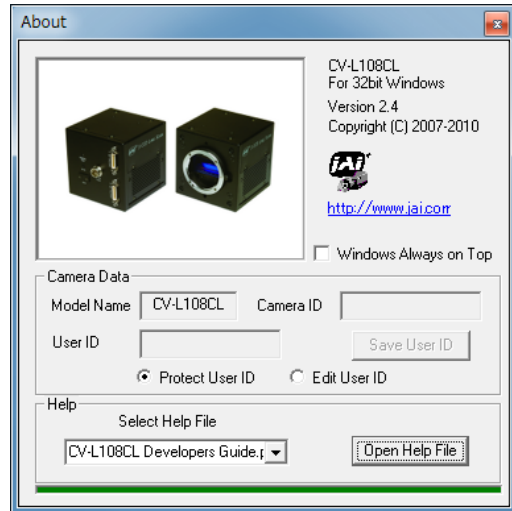 About
CV-L108CL
For 32bit Windows
Version 2.4
Copyright (C) 2007-2010
JAI
http://www.jai.com
Windows Always on Top
Camera Data
Model Name CV-L108CL Camera ID
User ID Save User ID
Protect User ID Edit User ID
Help
Select Help File
CV-L108CL Developers Guide.p Open Help File